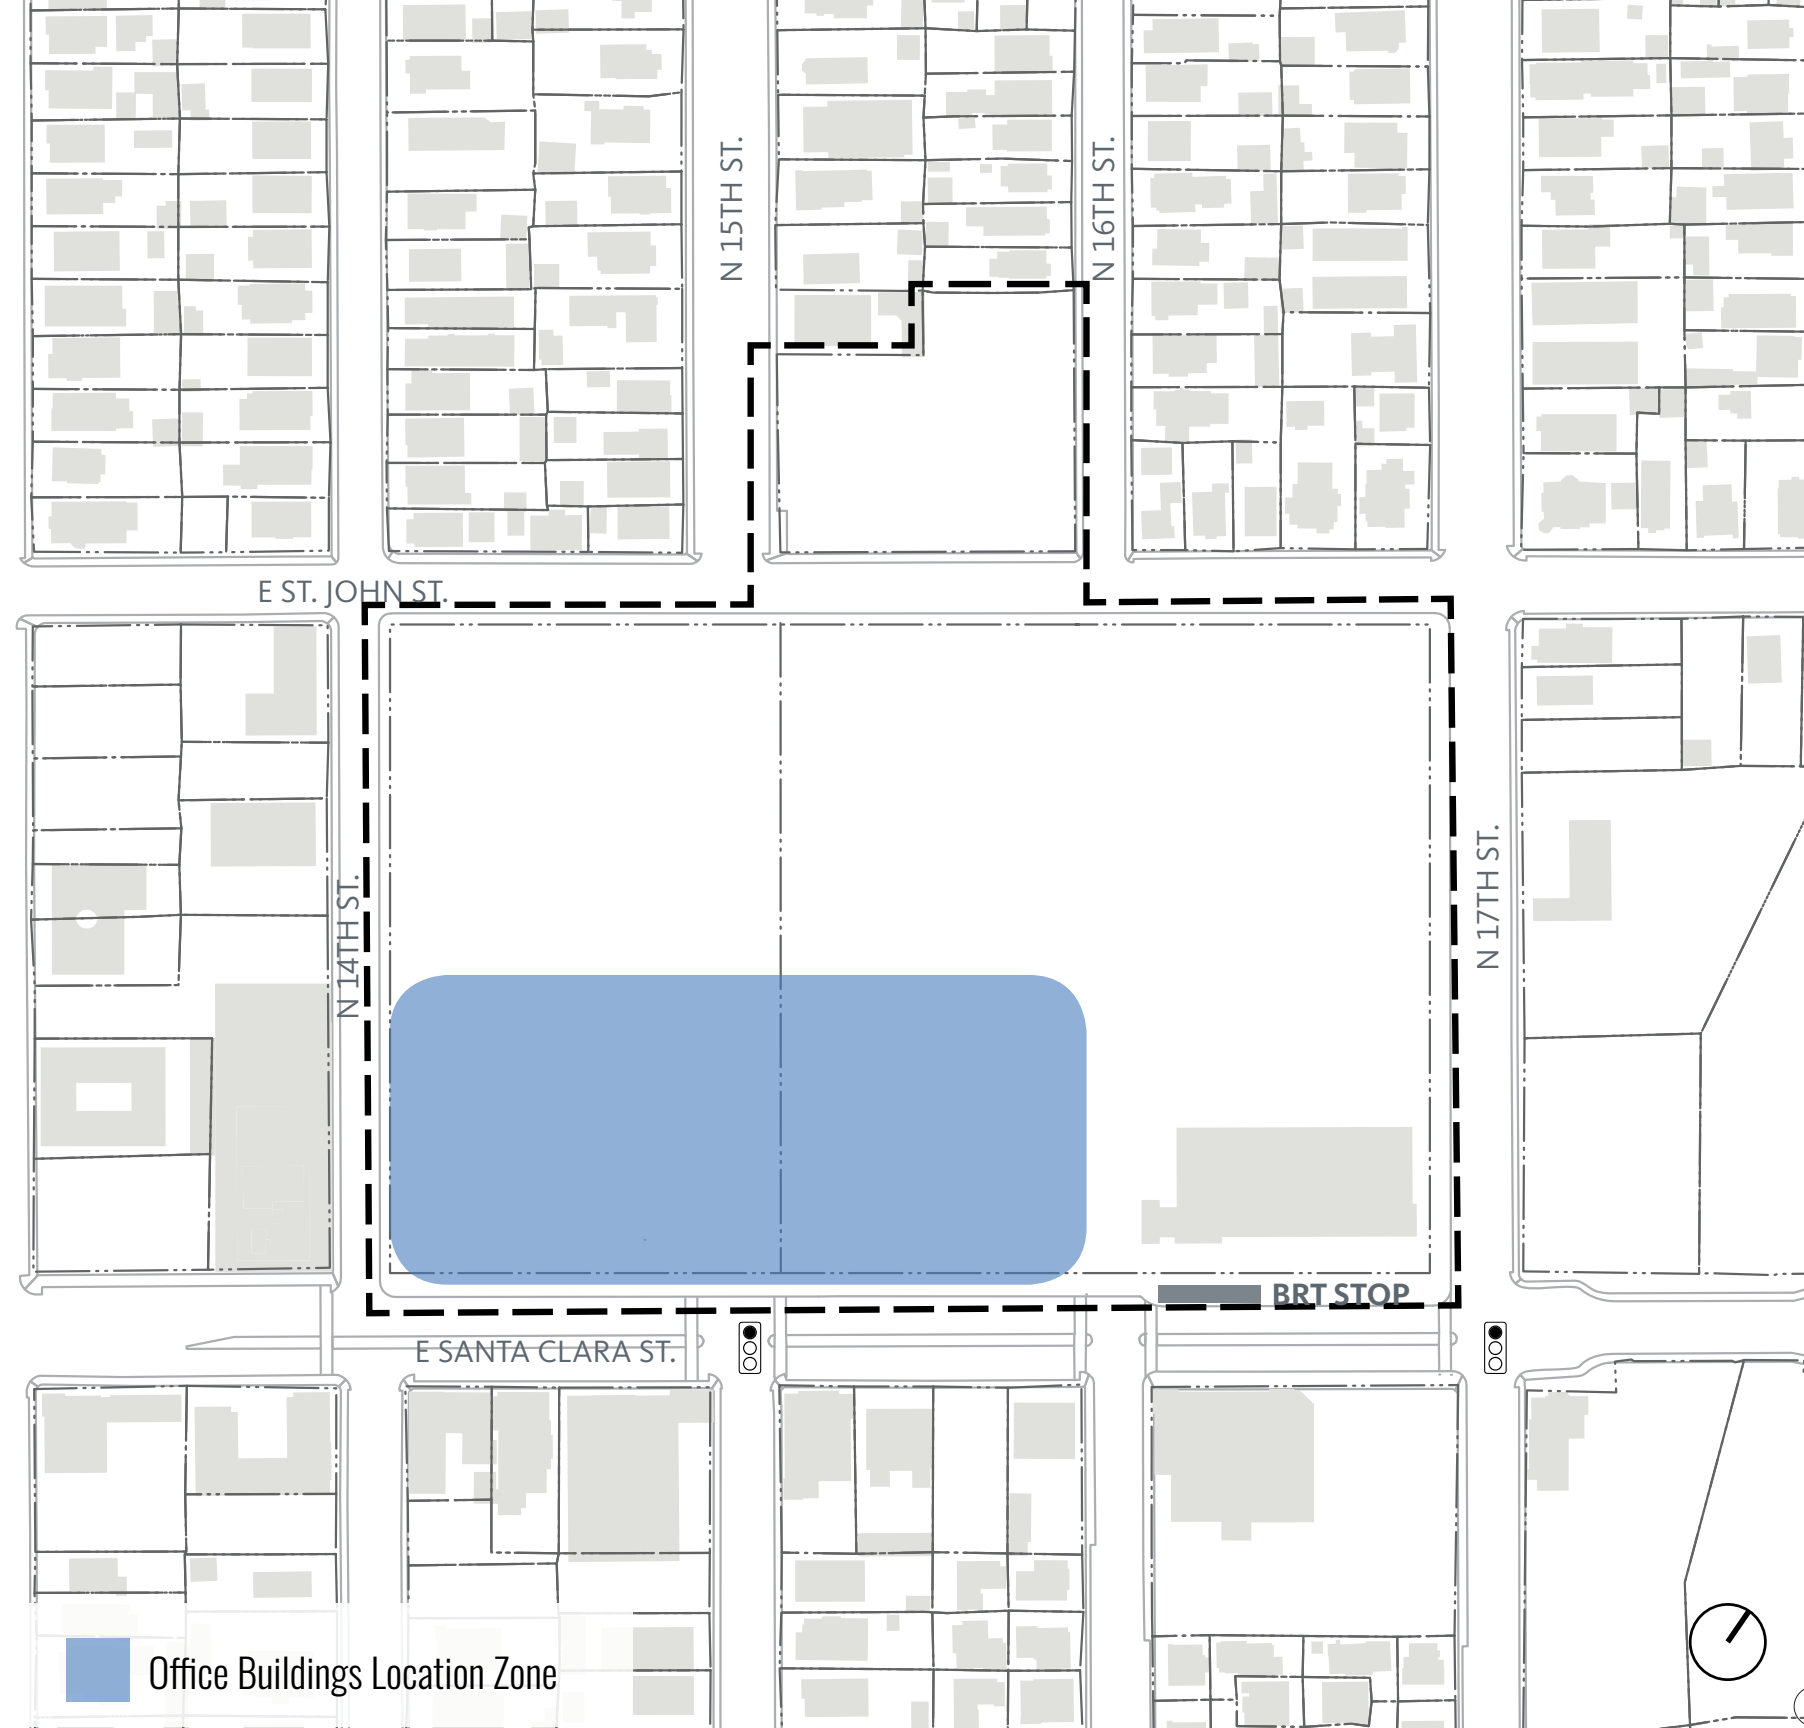 N 15TH ST.
N 16TH ST.
E ST. JOHN ST.
N 14TH ST.
N 17TH ST.
BRT STOP
E SANTA CLARA ST.
Office Buildings Location Zone